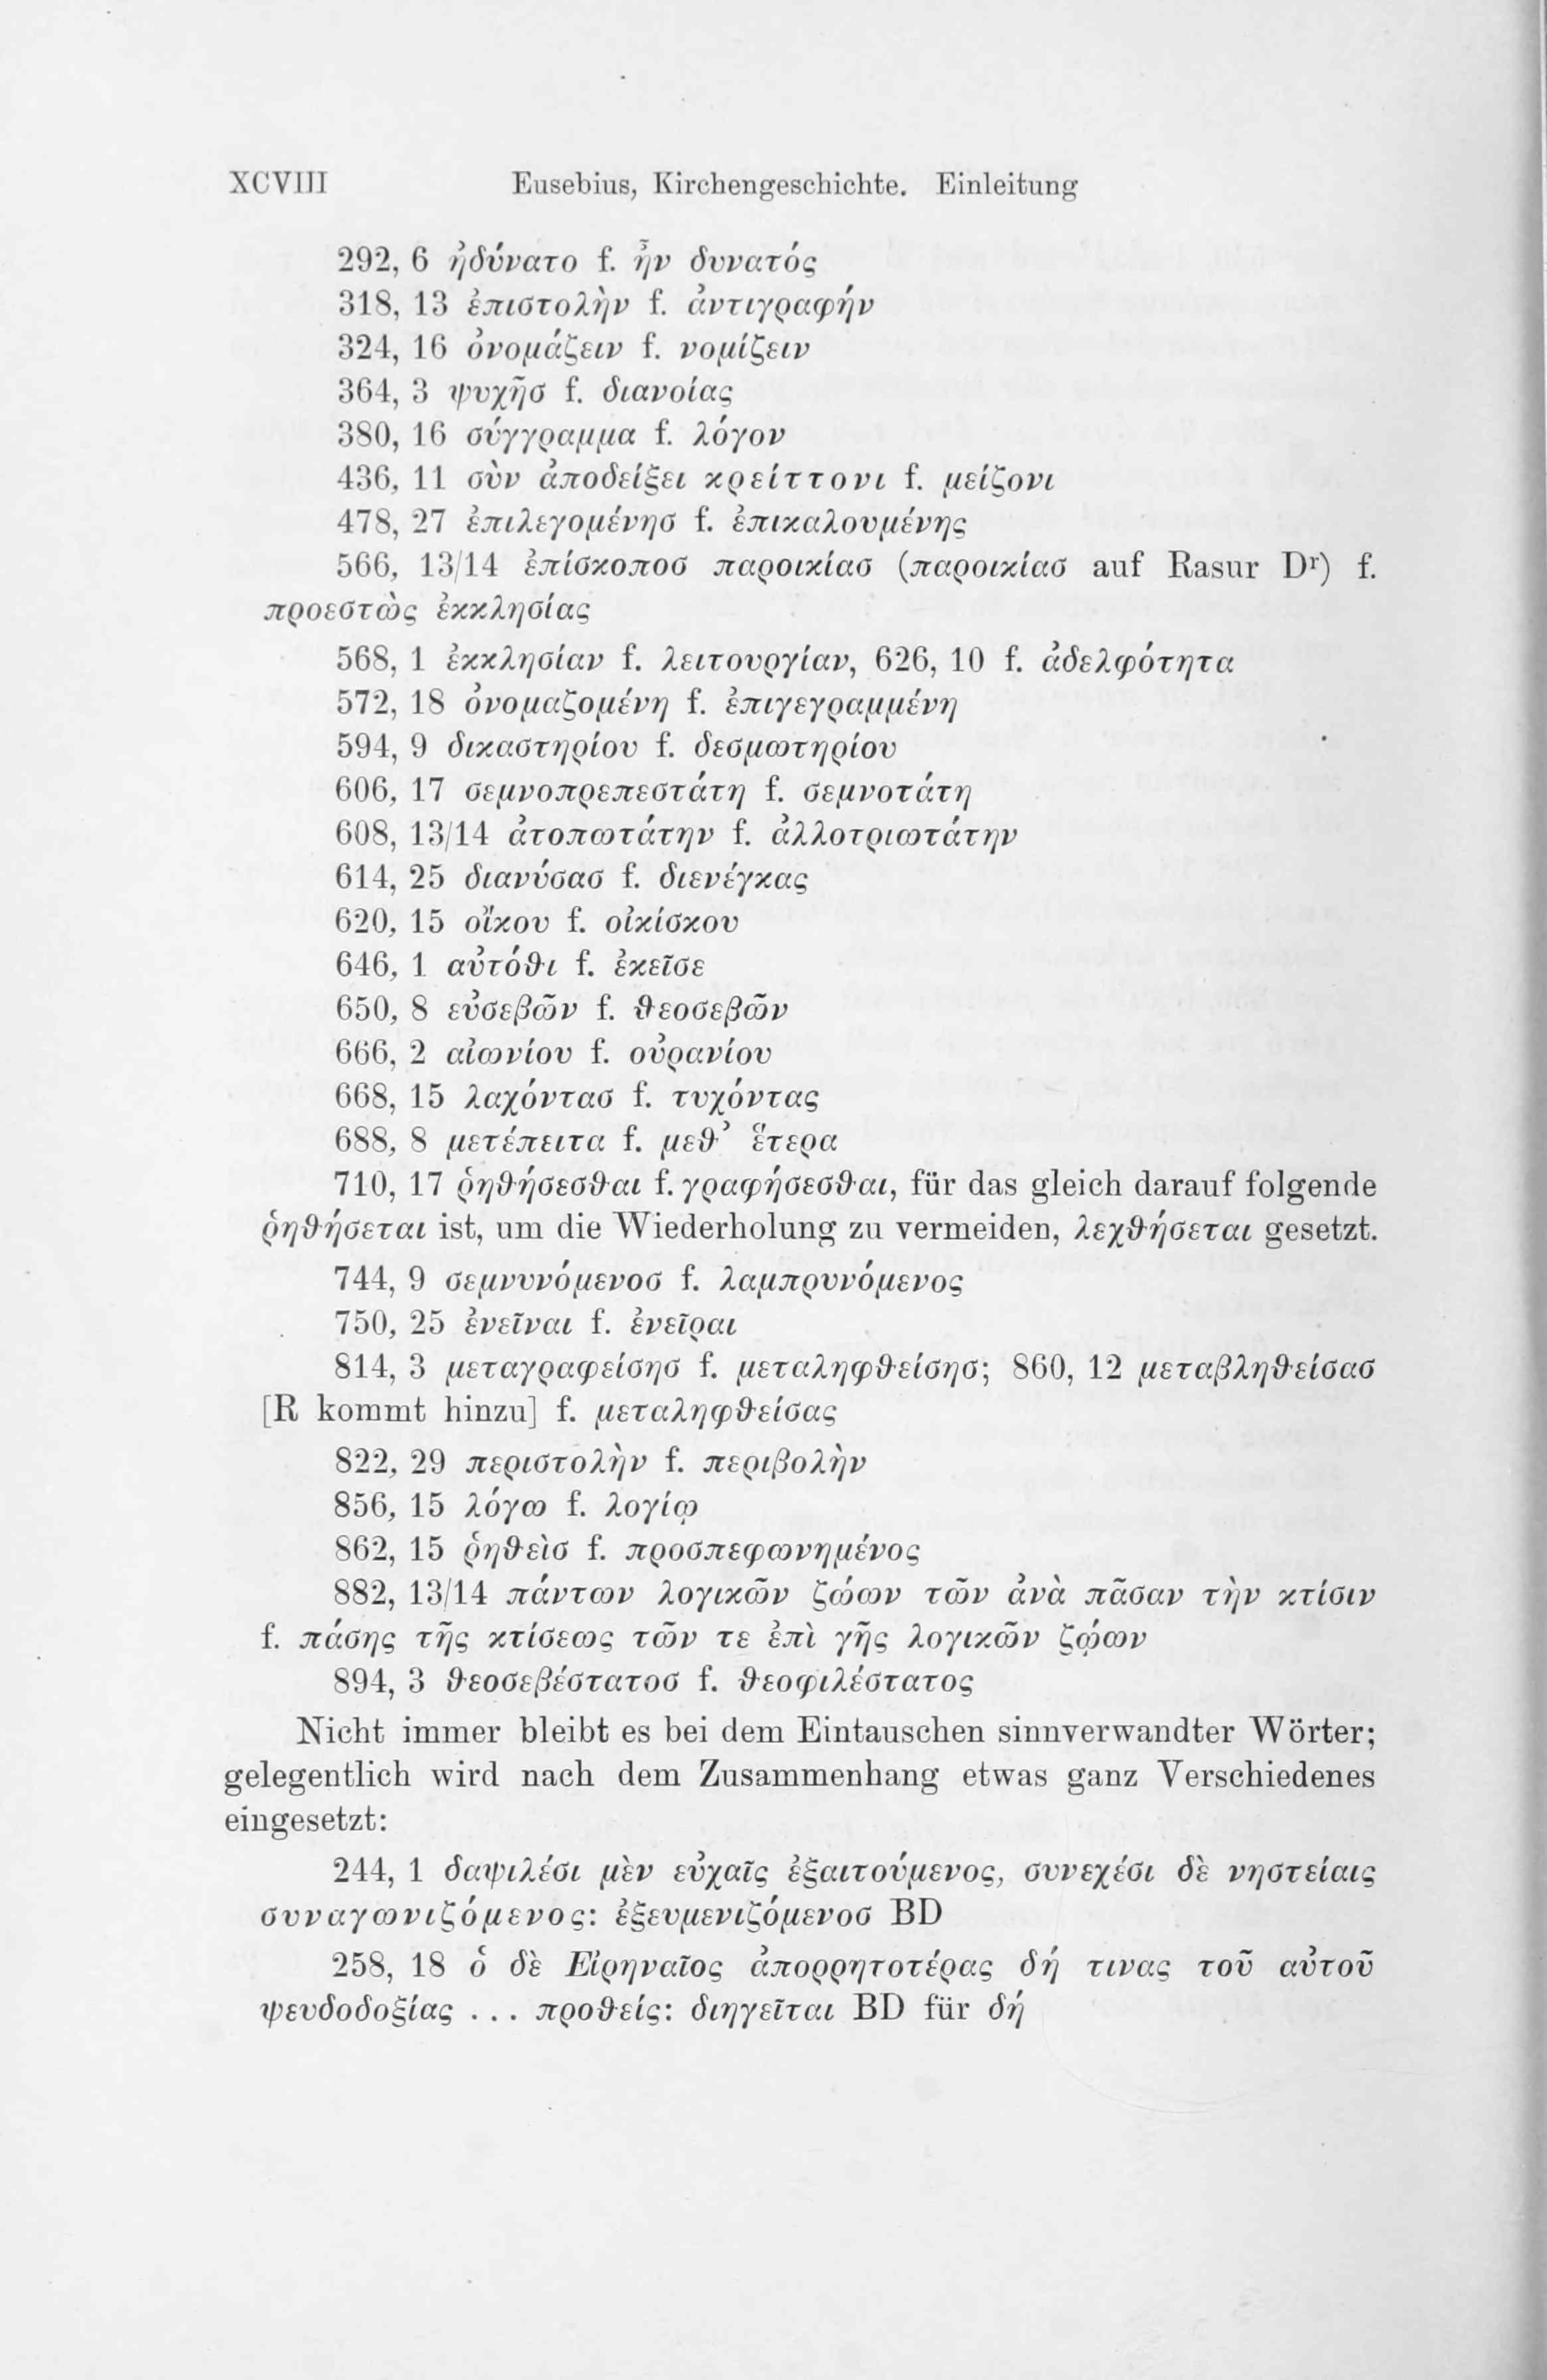 XCVIII Eusebius, Kirchengeschichte. Einleitung
292, 6 ἠδύνατο f. ἦν δυνατός
318, 13 ἐπιστολὴν f. ἀντιγραφήν
324, 16 ὀνομάζειν f. νομίζειν
364, 3 ψυχῆσ f. διανοίας
380, 16 σύγγραμμα f. λόγον
436, 11 σὺν ἀποδείξει κρείττονι f. μείζονι
478, 27 ἐπιλεγομένησ f. ἐπικαλουμένης
566, 13/14 ἐπίσκοποσ παροικίασ (παροικίασ auf Rasur Dʳ) f.
προεστὼς ἐκκλησίας
568, 1 ἐκκλησίαν f. λειτουργίαν, 626, 10 f. ἀδελφότητα
572, 18 ὀνομαζομένη f. ἐπιγεγραμμένη
594, 9 δικαστηρίου f. δεσμωτηρίου
606, 17 σεμνοπρεπεστάτη f. σεμνοτάτη
608, 13/14 ἀτοπωτάτην f. ἀλλοτριωτάτην
614, 25 διανύσασ f. διενέγκας
620, 15 οἴκου f. οἰκίσκου
646, 1 αὐτόθι f. ἐκεῖσε
650, 8 εὐσεβῶν f. θεοσεβῶν
666, 2 αἰωνίου f. οὐρανίου
668, 15 λαχόντασ f. τυχόντας
688, 8 μετέπειτα f. μεθ’ ἕτερα
710, 17 ῥηθήσεσθαι f. γραφήσεσθαι, für das gleich darauf folgende
ῥηθήσεται ist, um die Wiederholung zu vermeiden, λεχθήσεται gesetzt.
744, 9 σεμνυνόμενοσ f. λαμπρυνόμενος
750, 25 ἐνεῖναι f. ἐνεῖραι
814, 3 μεταγραφείσησ f. μεταληφθείσησ; 860, 12 μεταβληθείσασ
[R kommt hinzu] f. μεταληφθείσας
822, 29 περιστολὴν f. περιβολὴν
856, 15 λόγω f. λογίῳ
862, 15 ῥηθεὶσ f. προσπεφωνημένος
882, 13/14 πάντων λογικῶν ζώων τῶν ἀνὰ πᾶσαν τὴν κτίσιν
f. πάσης τῆς κτίσεως τῶν τε ἐπὶ γῆς λογικῶν ζῴων
894, 3 θεοσεβέστατοσ f. θεοφιλέστατος
Nicht immer bleibt es bei dem Eintauschen sinnverwandter Wörter;
gelegentlich wird nach dem Zusammenhang etwas ganz Verschiedenes
eingesetzt:
244, 1 δαψιλέσι μὲν εὐχαῖς ἐξαιτούμενος, συνεχέσι δὲ νηστείαις
συναγωνιζόμενος: ἐξευμενιζόμενοσ BD
258, 18 ὁ δὲ Εἰρηναῖος ἀπορρητοτέρας δή τινας τοῦ αὐτοῦ
ψευδοδοξίας ... προθείς: διηγεῖται BD für δή